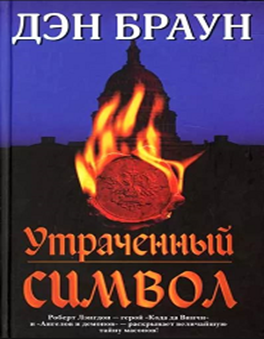 ДЭН БРАУН
Утраченный
СИМВОЛ
Роберт Лэнгдон — герой «Кода да Винчи»
и «Ангелов и демонов» — раскрывает величайшую
тайну масонов!